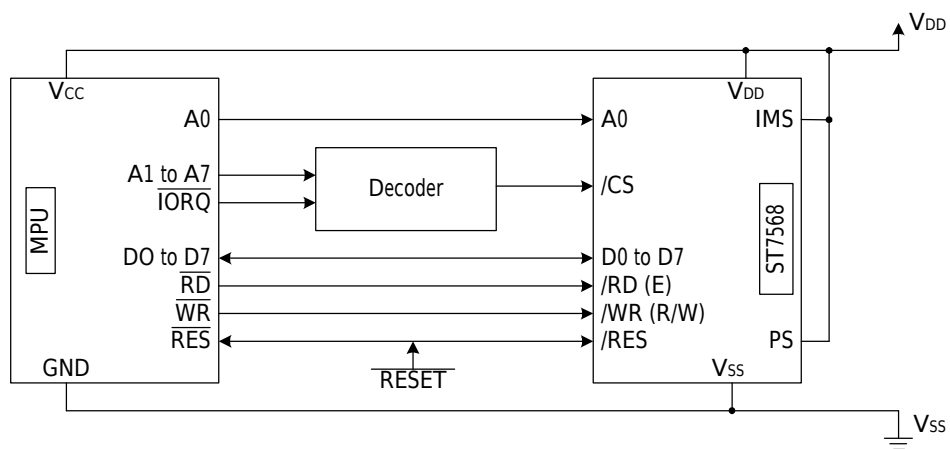 VDD
VCC
VDD
A0
A0
IMS
A1 to A7
IORQ
Decoder
/CS
MPU
ST7568
DO to D7
D0 to D7
RD
/RD (E)
WR
/WR (R/W)
RES
/RES
PS
GND
RESET
VSS
VSS